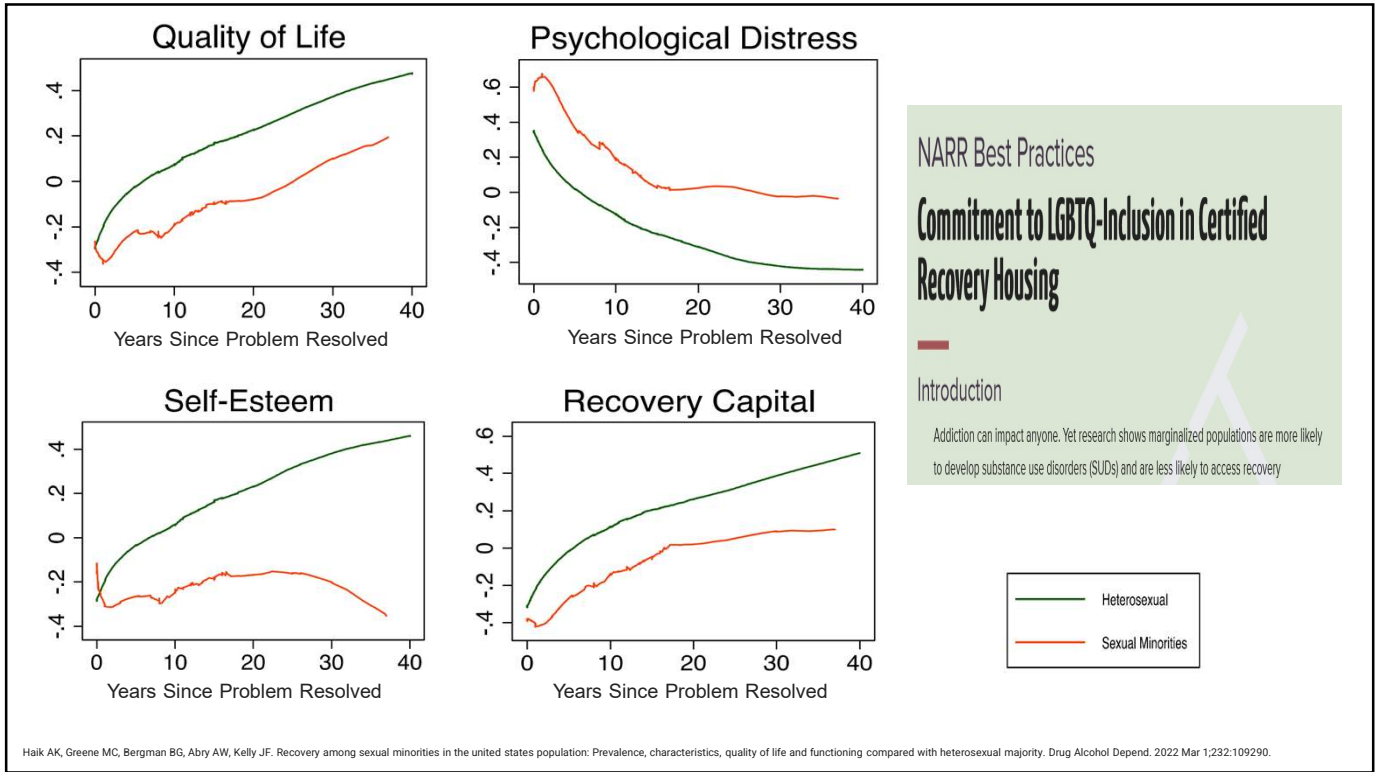 Quality of Life
.4
.2
0
-.2
-.4
0 10 20 30 40
Years Since Problem Resolved
Psychological Distress
.6
.4
.2
0
-.2
-.4
0 10 20 30 40
Years Since Problem Resolved
Self-Esteem
.4
.2
0
-.2
-.4
0 10 20 30 40
Years Since Problem Resolved
Recovery Capital
.6
.4
.2
0
-.2
-.4
0 10 20 30 40
Years Since Problem Resolved
NARR Best Practices
Commitment to LGBTQ-Inclusion in Certified
Recovery Housing
Introduction
Addiction can impact anyone. Yet research shows marginalized populations are more likely
to develop substance use disorders (SUDs) and are less likely to access recovery
Heterosexual
Sexual Minorities
Haik AK, Greene MC, Bergman BG, Abry AW, Kelly JF. Recovery among sexual minorities in the united states population: Prevalence, characteristics, quality of life and functioning compared with heterosexual majority. Drug Alcohol Depend. 2022 Mar 1;232:109290.